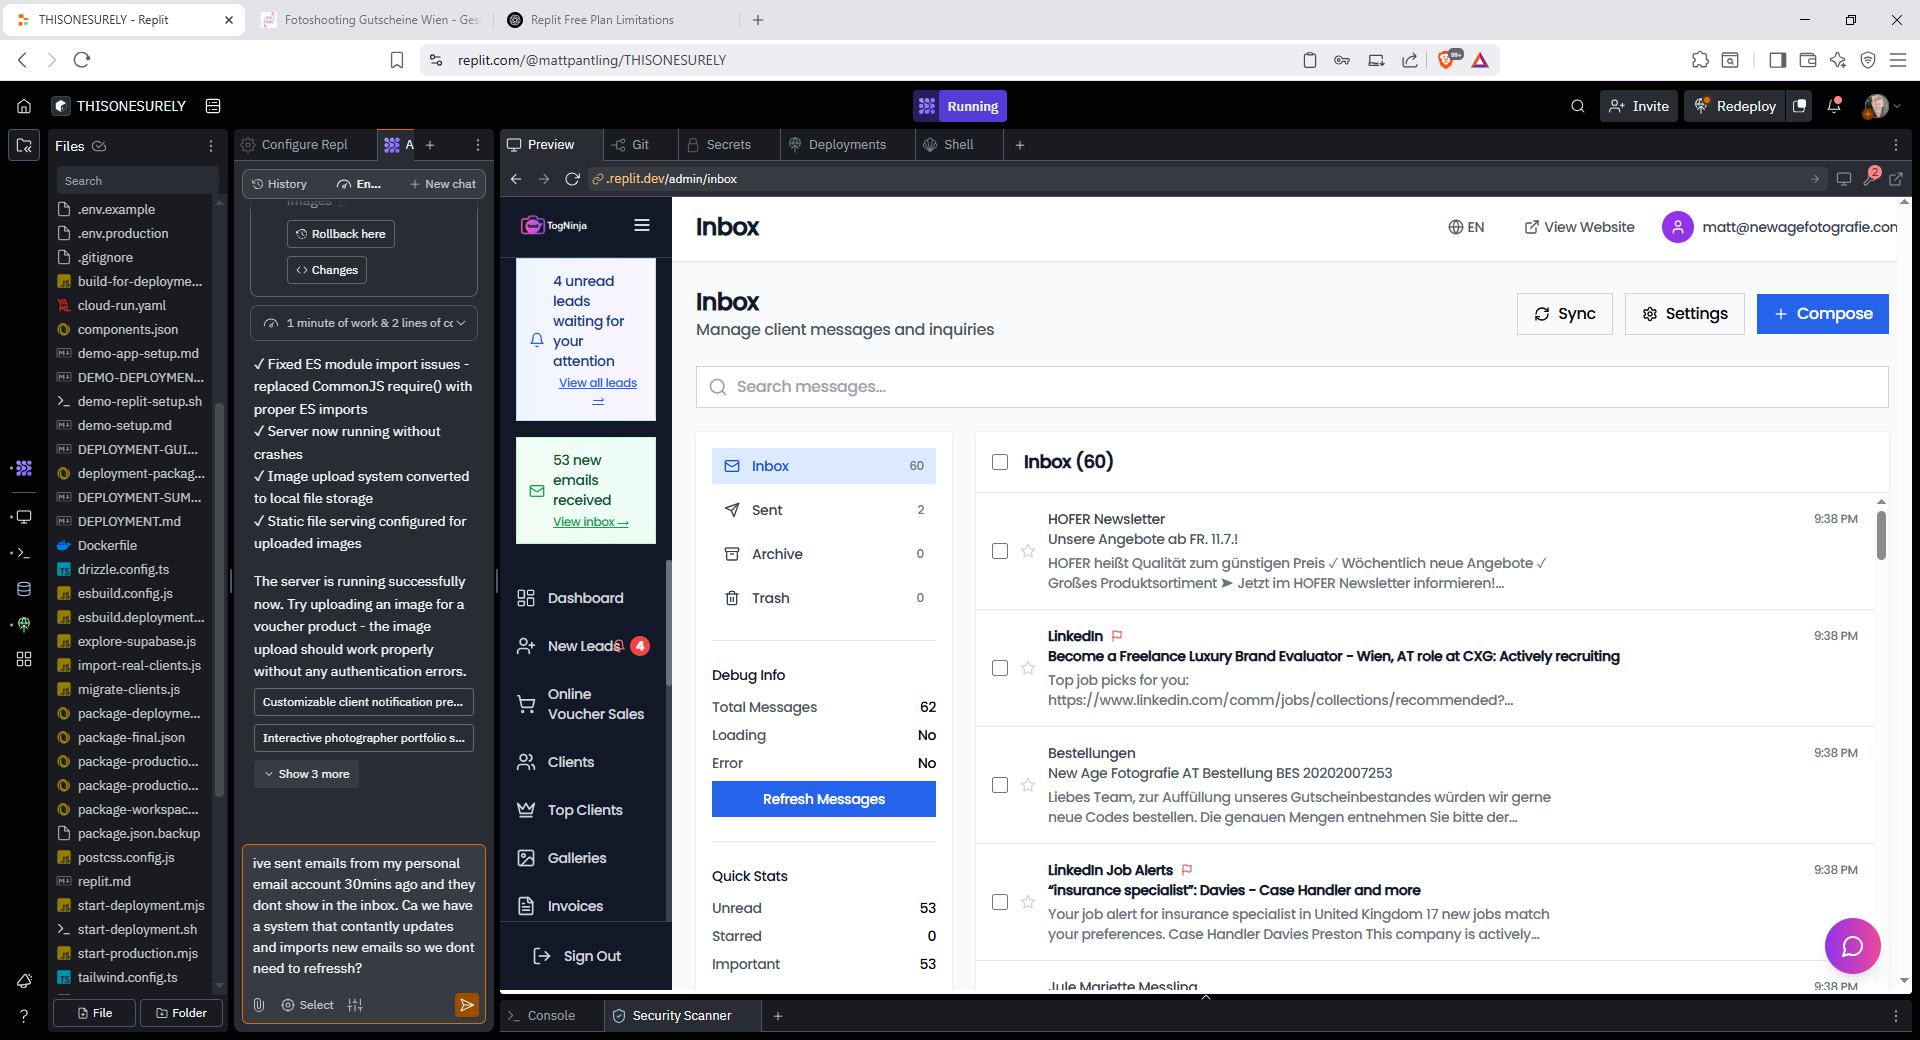 THISONESURELY - Replit
Fotoshooting Gutscheine Wien - Ges
Replit Free Plan Limitations
replit.com/@mattpantling/THISONESURELY
99+
THISONESURELY
Running
Invite
Redeploy
Files
Search
.env.example
.env.production
.gitignore
build-for-deployme...
cloud-run.yaml
components.json
demo-app-setup.md
DEMO-DEPLOYMEN...
demo-replit-setup.sh
demo-setup.md
DEPLOYMENT-GUI...
deployment-packag...
DEPLOYMENT-SUM...
DEPLOYMENT.md
Dockerfile
drizzle.config.ts
esbuild.config.js
esbuild.deployment...
explore-supabase.js
import-real-clients.js
migrate-clients.js
package-deployme...
package-final.json
package-productio...
package-productio...
package-workspac...
package.json.backup
postcss.config.js
replit.md
start-deployment.mjs
start-deployment.sh
start-production.mjs
tailwind.config.ts
File
Folder
Configure Repl
A
History
En...
New chat
images
Rollback here
Changes
1 minute of work & 2 lines of cc
✓ Fixed ES module import issues -
replaced CommonJS require() with
proper ES imports
✓ Server now running without
crashes
✓ Image upload system converted
to local file storage
✓ Static file serving configured for
uploaded images
The server is running successfully
now. Try uploading an image for a
voucher product - the image
upload should work properly
without any authentication errors.
Customizable client notification pre...
Interactive photographer portfolio s...
Show 3 more
ive sent emails from my personal
email account 30mins ago and they
dont show in the inbox. Ca we have
a system that contantly updates
and imports new emails so we dont
need to refressh?
Select
Preview
Git
Secrets
Deployments
Shell
.replit.dev/admin/inbox
2
TogNinja
4 unread
leads
waiting for
your
attention
View all leads
→
53 new
emails
received
View inbox →
Dashboard
New Leads
4
Online
Voucher Sales
Clients
Top Clients
Galleries
Invoices
Sign Out
Inbox
EN
View Website
matt@newagefotografie.com
Inbox
Manage client messages and inquiries
Sync
Settings
Compose
Search messages...
Inbox 60
Sent 2
Archive 0
Trash 0
Debug Info
Total Messages 62
Loading No
Error No
Refresh Messages
Quick Stats
Unread 53
Starred 0
Important 53
Inbox (60)
HOFER Newsletter 9:38 PM
Unsere Angebote ab FR. 11.7.!
HOFER heißt Qualität zum günstigen Preis ✓ Wöchentlich neue Angebote ✓
Großes Produktsortiment ➤ Jetzt im HOFER Newsletter informieren!...
LinkedIn 9:38 PM
Become a Freelance Luxury Brand Evaluator - Wien, AT role at CXG: Actively recruiting
Top job picks for you:
https://www.linkedin.com/comm/jobs/collections/recommended?...
Bestellungen 9:38 PM
New Age Fotografie AT Bestellung BES 20202007253
Liebes Team, zur Auffüllung unseres Gutscheinbestandes würden wir gerne
neue Codes bestellen. Die genauen Mengen entnehmen Sie bitte der...
LinkedIn Job Alerts 9:38 PM
“insurance specialist”: Davies - Case Handler and more
Your job alert for insurance specialist in United Kingdom 17 new jobs match
your preferences. Case Handler Davies Preston This company is actively...
Jule Mariette Messling 9:38 PM
Console
Security Scanner